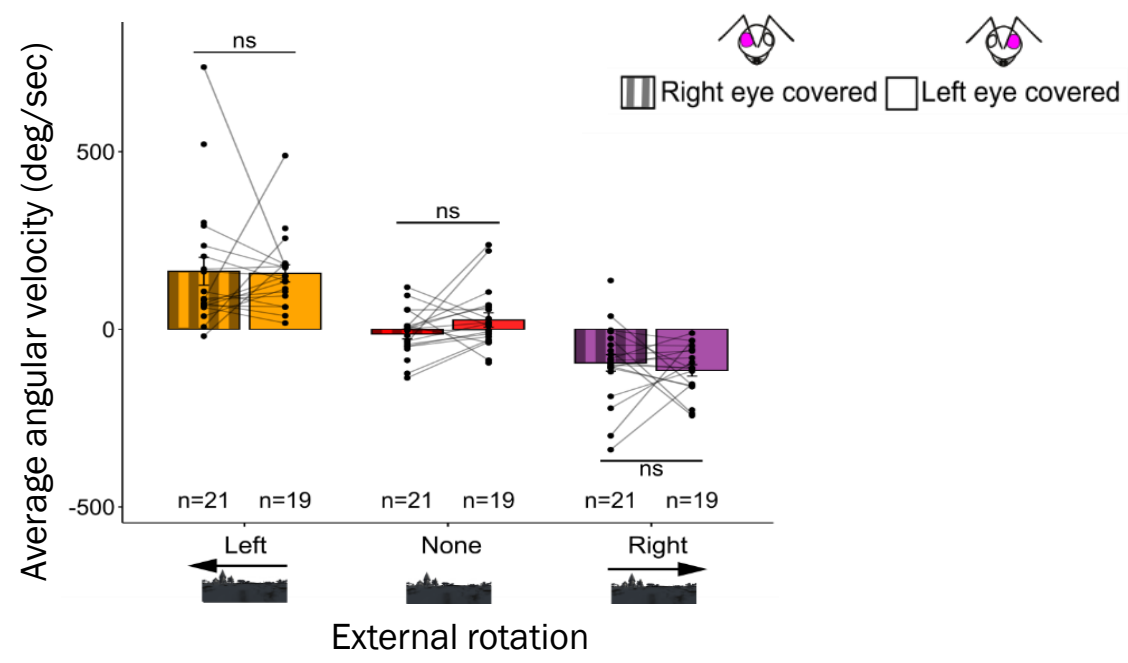 Average angular velocity (deg/sec)
500
0
-500
ns
ns
ns
Right eye covered
Left eye covered
n=21 n=19 n=21 n=19 n=21 n=19
Left None Right
External rotation